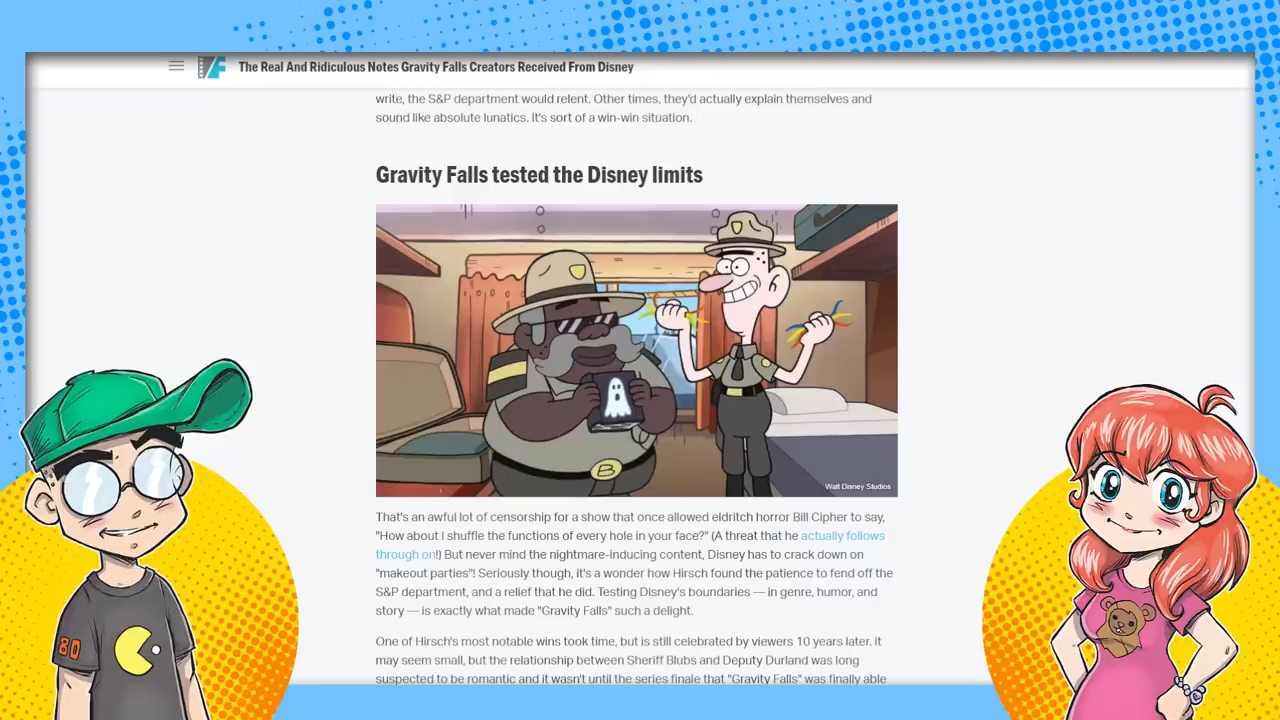 The Real And Ridiculous Notes Gravity Falls Creators Received From Disney
write, the S&P department would relent. Other times, they'd actually explain themselves and
sound like absolute lunatics. It's sort of a win-win situation.
Gravity Falls tested the Disney limits
B
Walt Disney Studios
That's an awful lot of censorship for a show that once allowed eldritch horror Bill Cipher to say,
"How about I shuffle the functions of every hole in your face?" (A threat that he actually follows
through on!) But never mind the nightmare-inducing content, Disney has to crack down on
"makeout parties"! Seriously though, it's a wonder how Hirsch found the patience to fend off the
S&P department, and a relief that he did. Testing Disney's boundaries — in genre, humor, and
story — is exactly what made "Gravity Falls" such a delight.
One of Hirsch's most notable wins took time, but is still celebrated by viewers 10 years later. It
may seem small, but the relationship between Sheriff Blubs and Deputy Durland was long
suspected to be romantic and it wasn't until the series finale that "Gravity Falls" was finally able
80